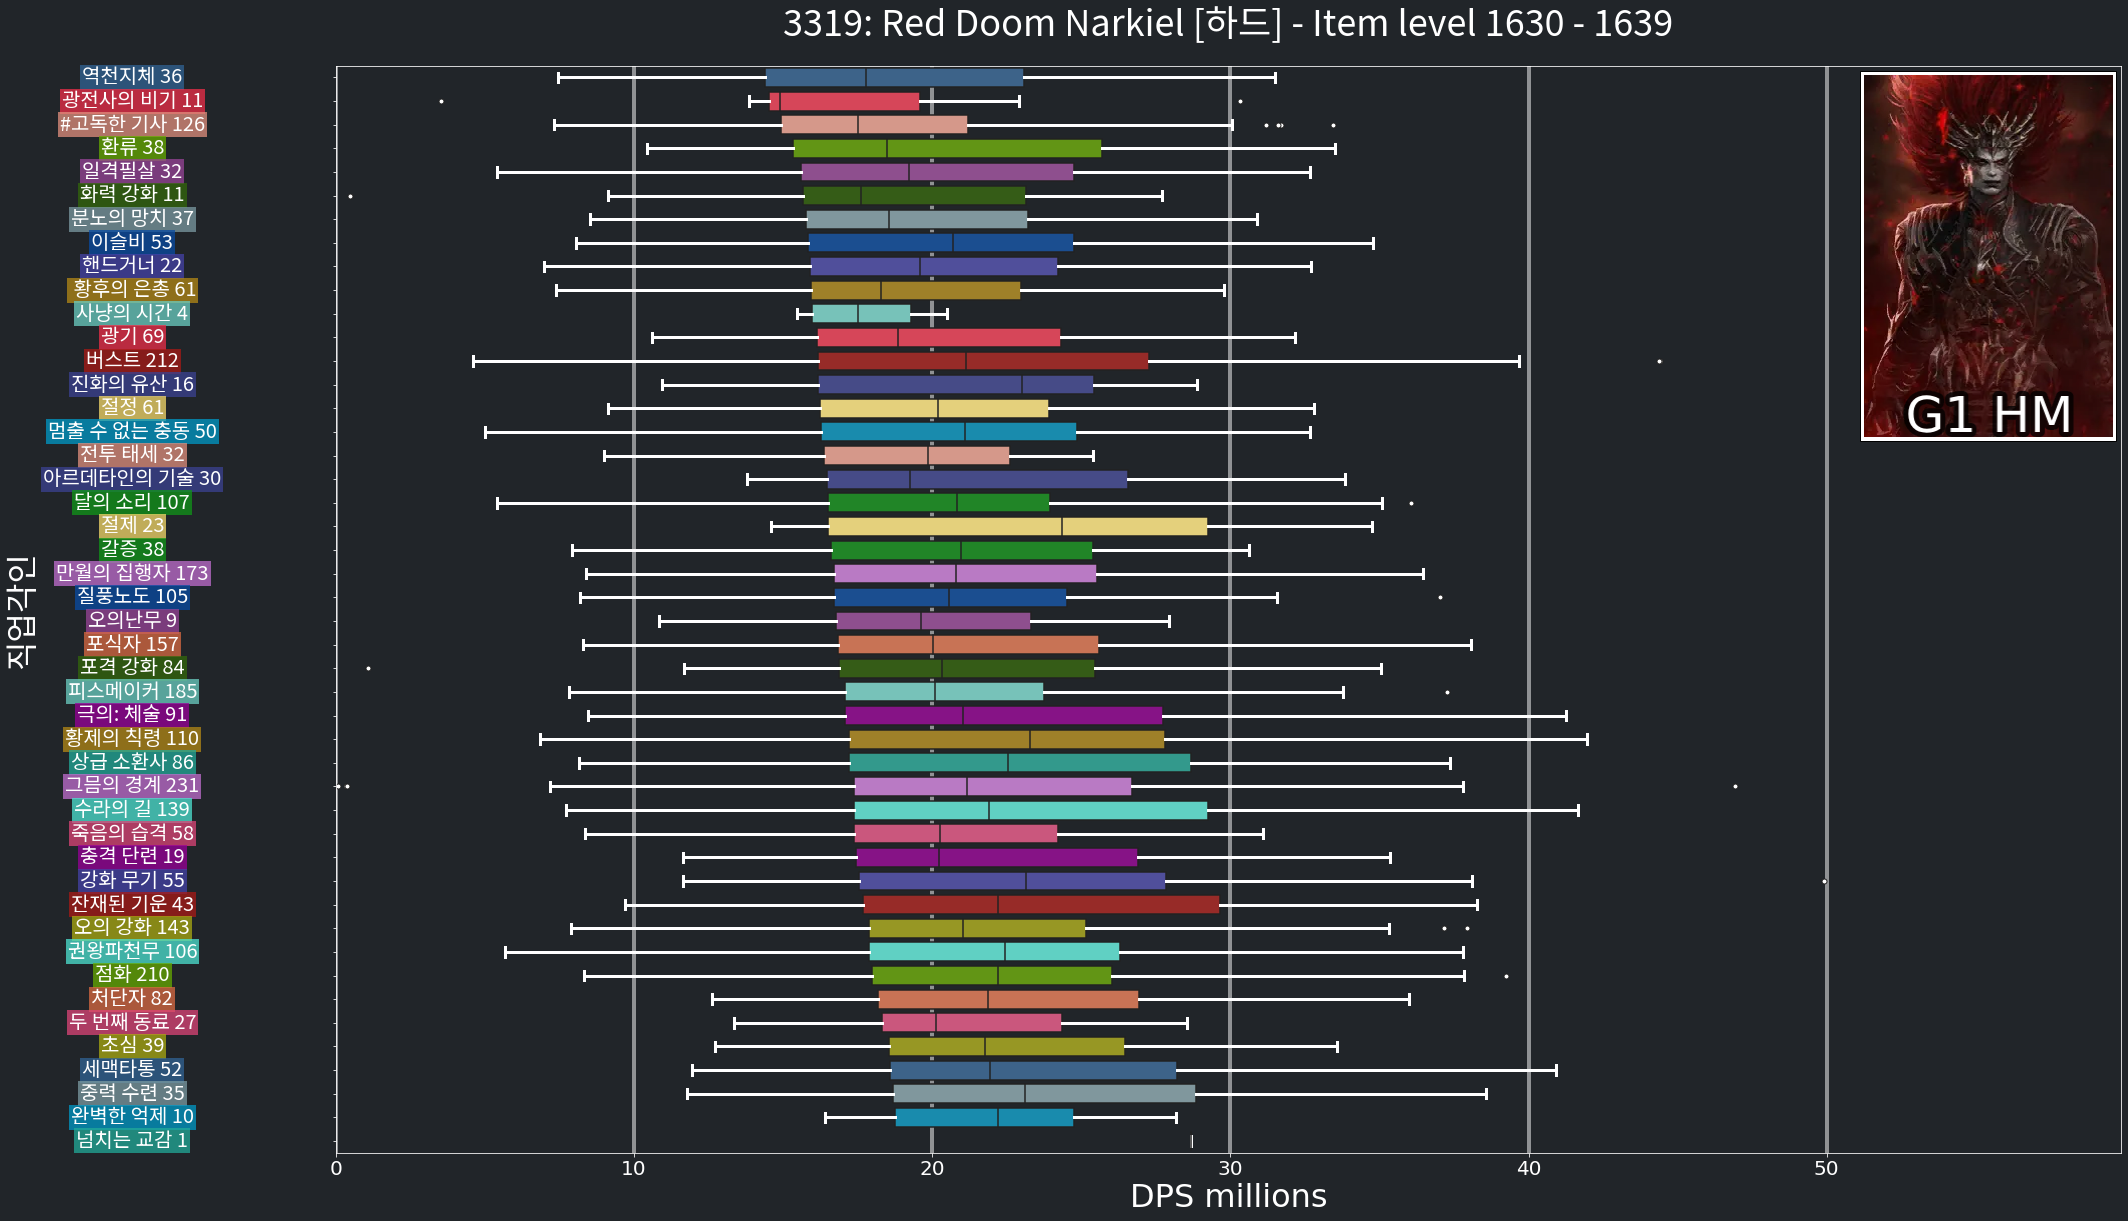 3319: Red Doom Narkiel [하드] - Item level 1630 - 1639
역천지체 36
광전사의 비기 11
#고독한 기사 126
환류 38
일격필살 32
화력 강화 11
분노의 망치 37
이슬비 53
핸드거너 22
황후의 은총 61
사냥의 시간 4
광기 69
버스트 212
진화의 유산 16
절정 61
멈출 수 없는 충동 50
전투 태세 32
아르데타인의 기술 30
달의 소리 107
절제 23
갈증 38
만월의 집행자 173
질풍노도 105
오의난무 9
포식자 157
포격 강화 84
피스메이커 185
극의: 체술 91
황제의 칙령 110
상급 소환사 86
그믐의 경계 231
수라의 길 139
죽음의 습격 58
충격 단련 19
강화 무기 55
잔재된 기운 43
오의 강화 143
권왕파천무 106
점화 210
처단자 82
두 번째 동료 27
초심 39
세맥타통 52
중력 수련 35
완벽한 억제 10
넘치는 교감 1
직업각인
G1 HM
0 10 20 30 40 50
DPS millions